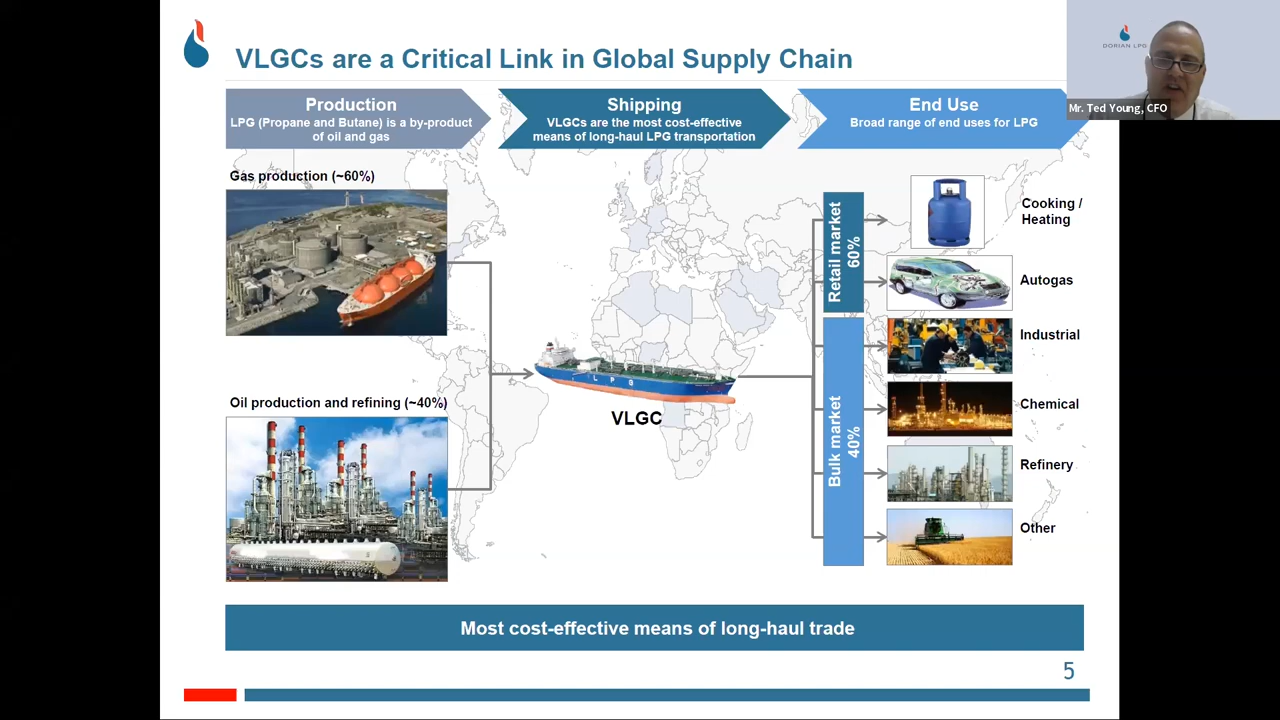 VLGCs are a Critical Link in Global Supply Chain
DORIAN LPG
Mr. Ted Young, CFO
Production
LPG (Propane and Butane) is a by-product
of oil and gas
Shipping
VLGCs are the most cost-effective
means of long-haul LPG transportation
End Use
Broad range of end uses for LPG
Gas production (~60%)
Oil production and refining (~40%)
L P G
VLGC
Retail market
60%
Bulk market
40%
Cooking /
Heating
Autogas
Industrial
Chemical
Refinery
Other
Most cost-effective means of long-haul trade
5